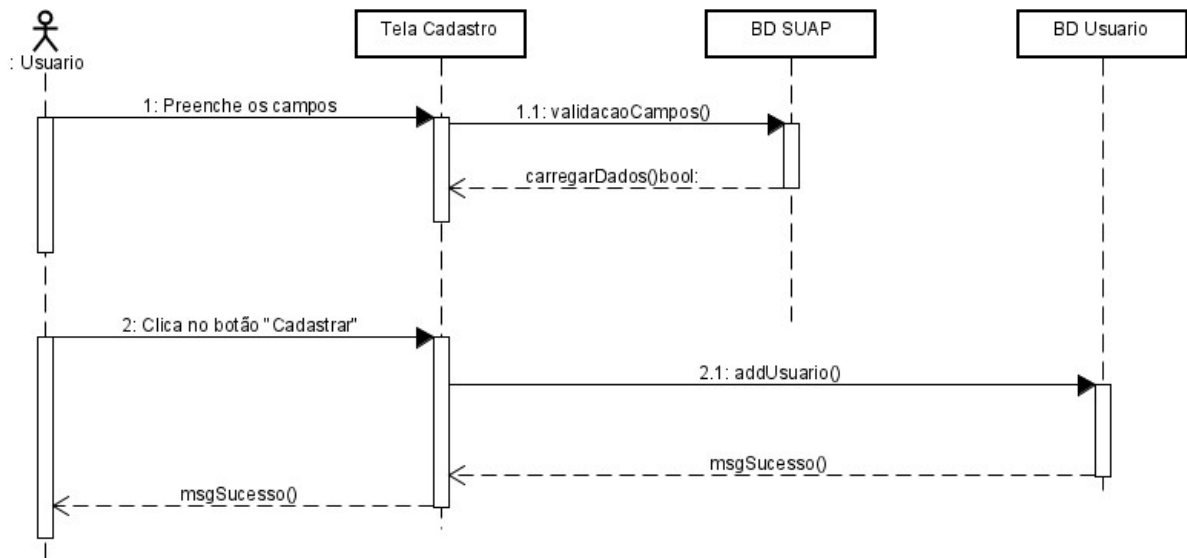 Tela Cadastro
BD SUAP
BD Usuario
: Usuario
1: Preenche os campos
1.1: validacaoCampos()
carregarDados()bool:
2: Clica no botão "Cadastrar"
2.1: addUsuario()
msgSucesso()
msgSucesso()